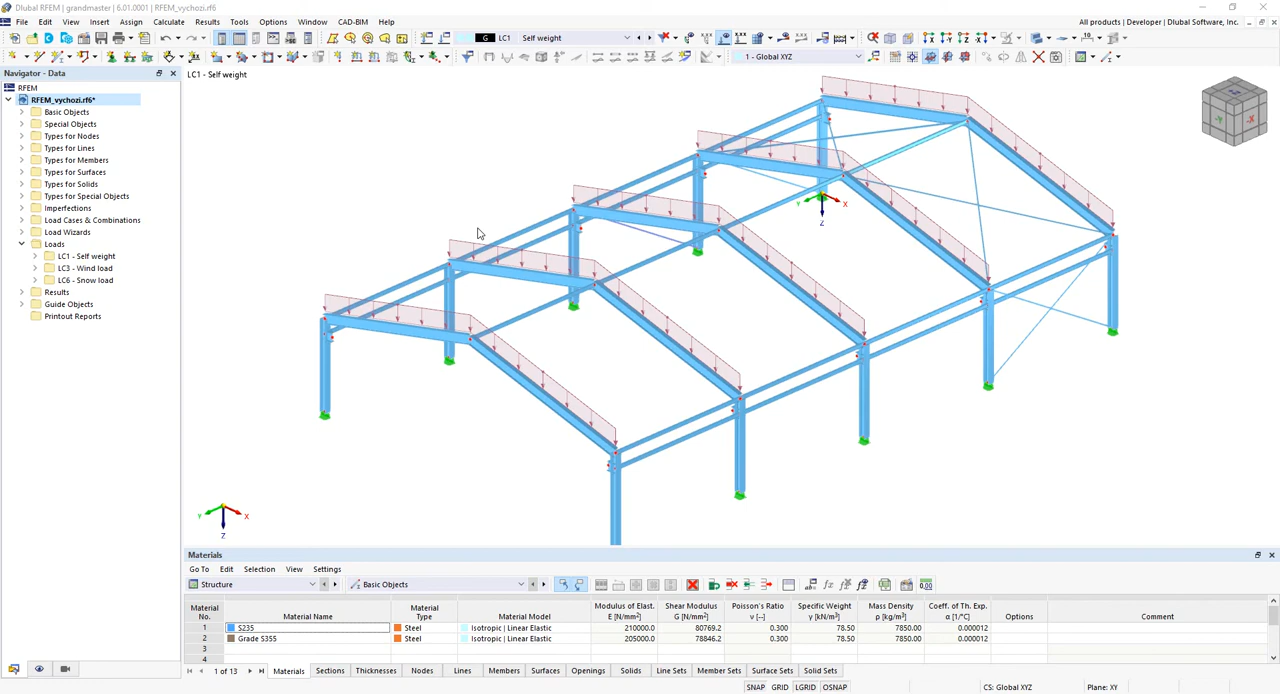 Dlubal RFEM | grandmaster | 6.01.0001 | RFEM_vychozi.rf6*
File Edit View Insert Assign Calculate Results Tools Options Window CAD-BIM Help
All products | Developer | Dlubal Software, Inc.
G LC1 Self weight
1 - Global XYZ
Navigator - Data
LC1 - Self weight
RFEM
RFEM_vychozi.rf6*
Basic Objects
Special Objects
Types for Nodes
Types for Lines
Types for Members
Types for Surfaces
Types for Solids
Types for Special Objects
Imperfections
Load Cases & Combinations
Load Wizards
Loads
LC1 - Self weight
LC3 - Wind load
LC6 - Snow load
Results
Guide Objects
Printout Reports
-Y -X
Y X Z
Y X Z
Materials
Go To Edit Selection View Settings
Structure Basic Objects
Material No. Material Name Material Type Material Model Modulus of Elast. E [N/mm²] Shear Modulus G [N/mm²] Poisson's Ratio ν [--] Specific Weight γ [kN/m³] Mass Density ρ [kg/m³] Coeff. of Th. Exp. α [1/°C] Options Comment
1 S235 Steel Isotropic | Linear Elastic 210000.0 80769.2 0.300 78.50 7850.00 0.000012
2 Grade S355 Steel Isotropic | Linear Elastic 205000.0 78846.2 0.300 78.50 7850.00 0.000012
3
4
1 of 13 Materials Sections Thicknesses Nodes Lines Members Surfaces Openings Solids Line Sets Member Sets Surface Sets Solid Sets
SNAP GRID LGRID OSNAP CS: Global XYZ Plane: XY